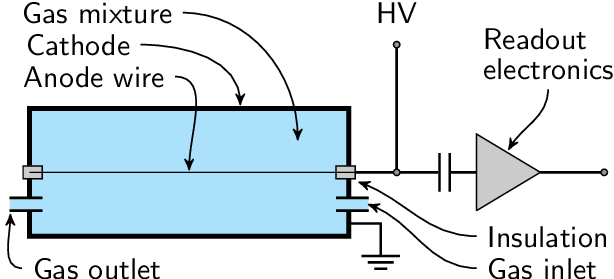 Gas mixture
Cathode
Anode wire
HV
Readout
electronics
Insulation
Gas outlet
Gas inlet